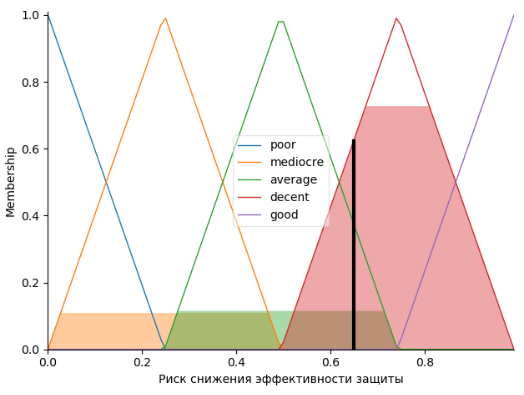 1.0
0.8
0.6
0.4
0.2
0.0
Membership
poor
mediocre
average
decent
good
0.0 0.2 0.4 0.6 0.8
Риск снижения эффективности защиты